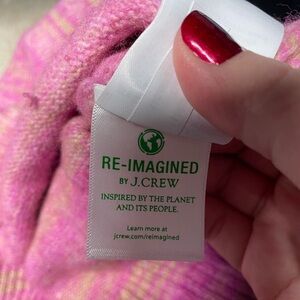 RE-IMAGINED
BY J.CREW
INSPIRED BY THE PLANET
AND ITS PEOPLE.
Learn more at
jcrew.com/reimagined